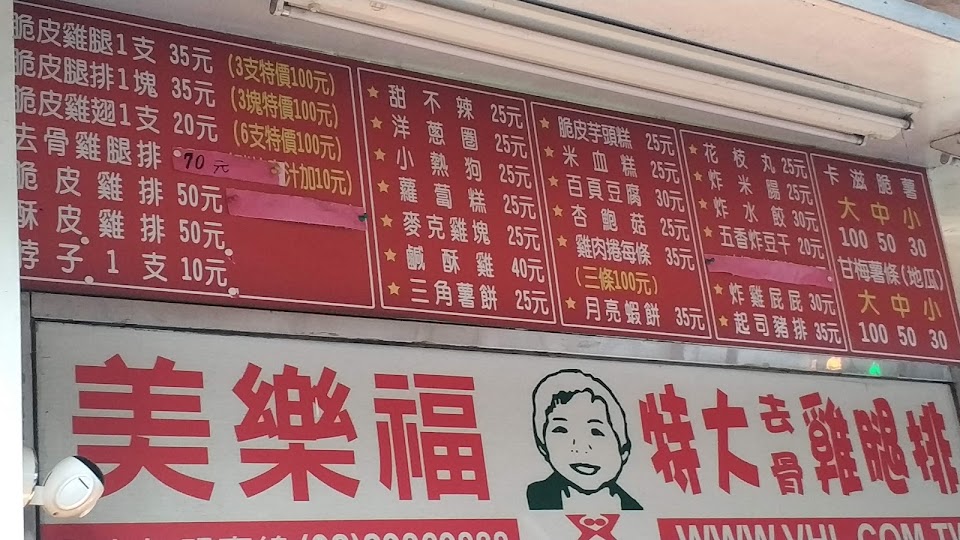 脆皮雞腿1支 35元 (3支特價100元)
脆皮腿排1塊 35元 (3塊特價100元)
脆皮雞翅1支 20元 (6支特價100元)
去骨雞腿排 70元 汁加10元)
脆皮雞排 50元
酥皮雞排 50元
脖子1支 10元
★甜不辣 25元
★洋蔥圈 25元
★小熱狗 25元
★蘿蔔糕 25元
★麥克雞塊 25元
★鹹酥雞 40元
★三角薯餅 25元
★脆皮芋頭糕 25元
★米血糕 25元
★百頁豆腐 30元
★杏鮑菇 25元
★雞肉捲每條 35元
(三條100元)
★月亮蝦餅 35元
★花枝丸 25元
★炸米腸 25元
★炸水餃 30元
★五香炸豆干 20元
★炸雞屁屁 30元
★起司豬排 35元
卡滋脆薯
大中小
100 50 30
甘梅薯條(地瓜)
大中小
100 50 30
美樂福
特大去骨雞腿排